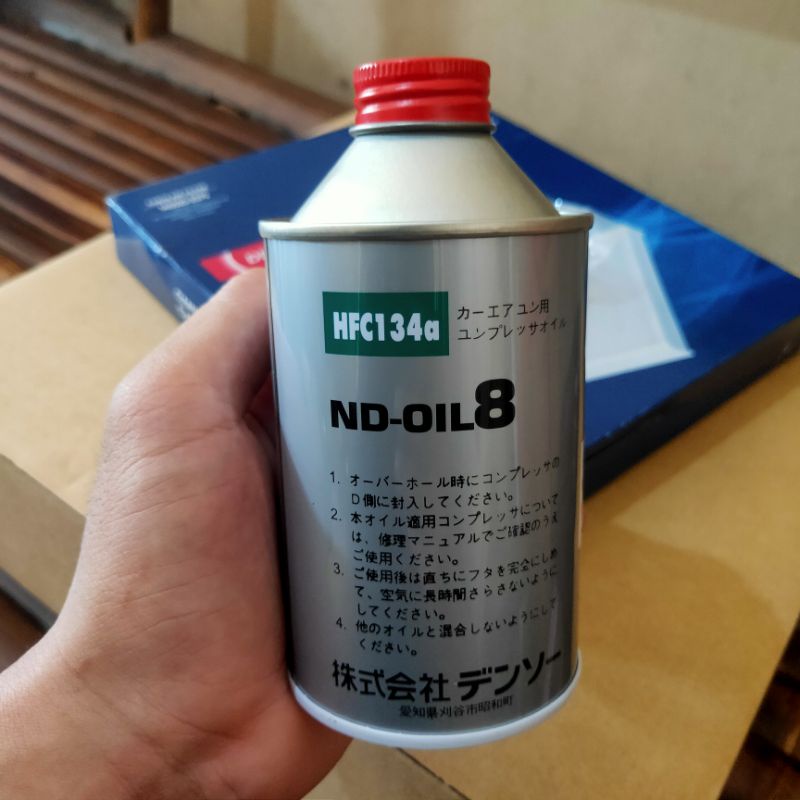 HFC134a
カーエアユン用
ユンプレッサオイル
ND-OIL8
1. オーバーホール時にコンプレッサの
D側に封入してください。
2. 本オイル適用コンプレッサについて
は、修理マニュアルでご確認のうえ
ご使用ください。
3. ご使用後は直ちにフタを完全にしめ
て、空気に長時間さらさないように
してください。
4. 他のオイルと混合しないようにして
ください。
株式会社 デンソー
愛知県刈谷市昭和町